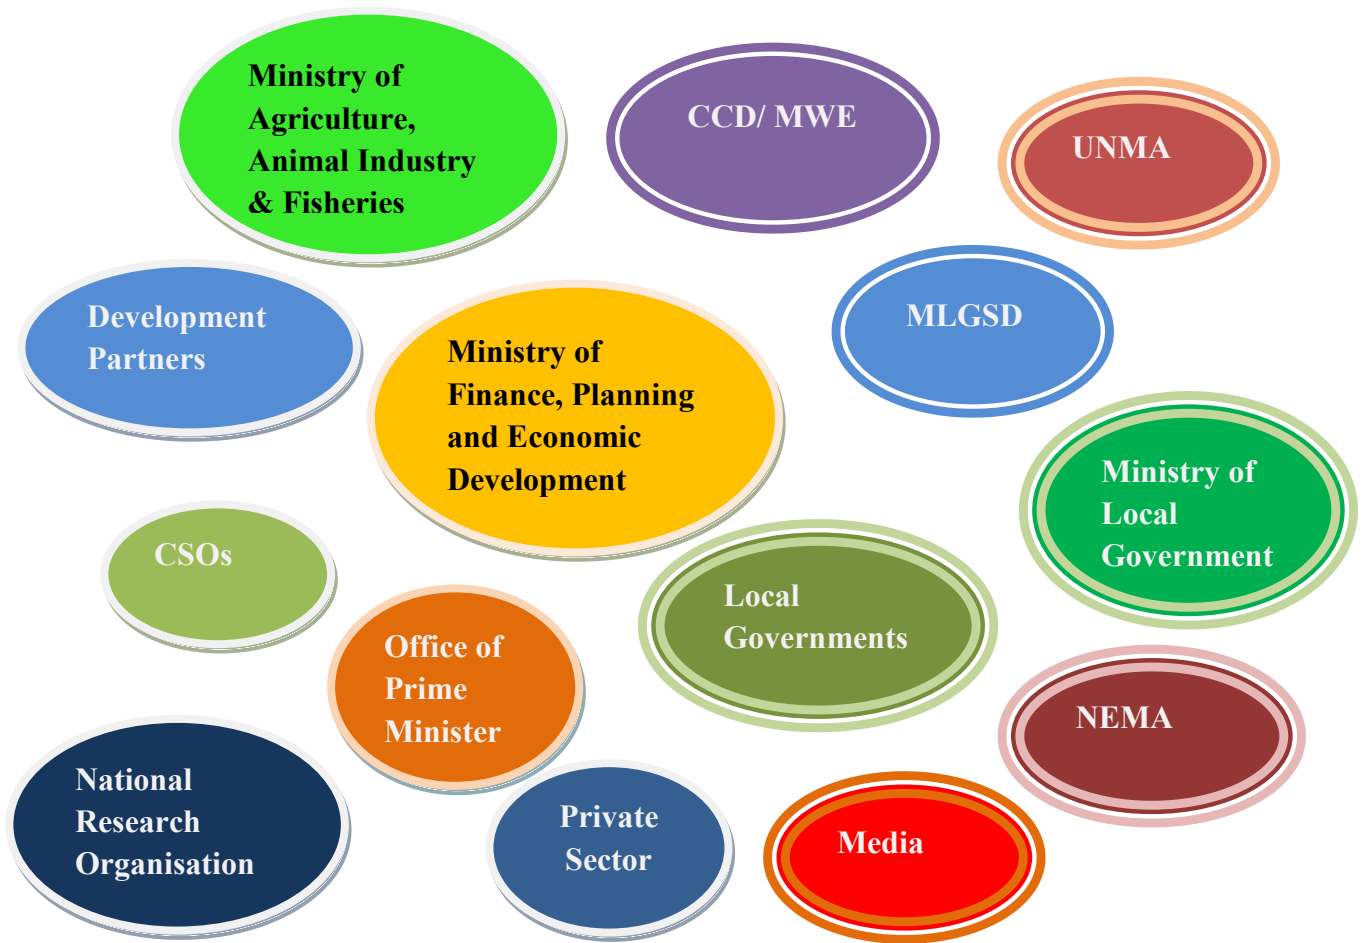 Ministry of
Agriculture,
Animal Industry
& Fisheries
CCD/ MWE
UNMA
Development
Partners
Ministry of
Finance, Planning
and Economic
Development
MLGSD
Ministry of
Local
Government
CSOs
Local
Governments
Office of
Prime
Minister
NEMA
National
Research
Organisation
Private
Sector
Media